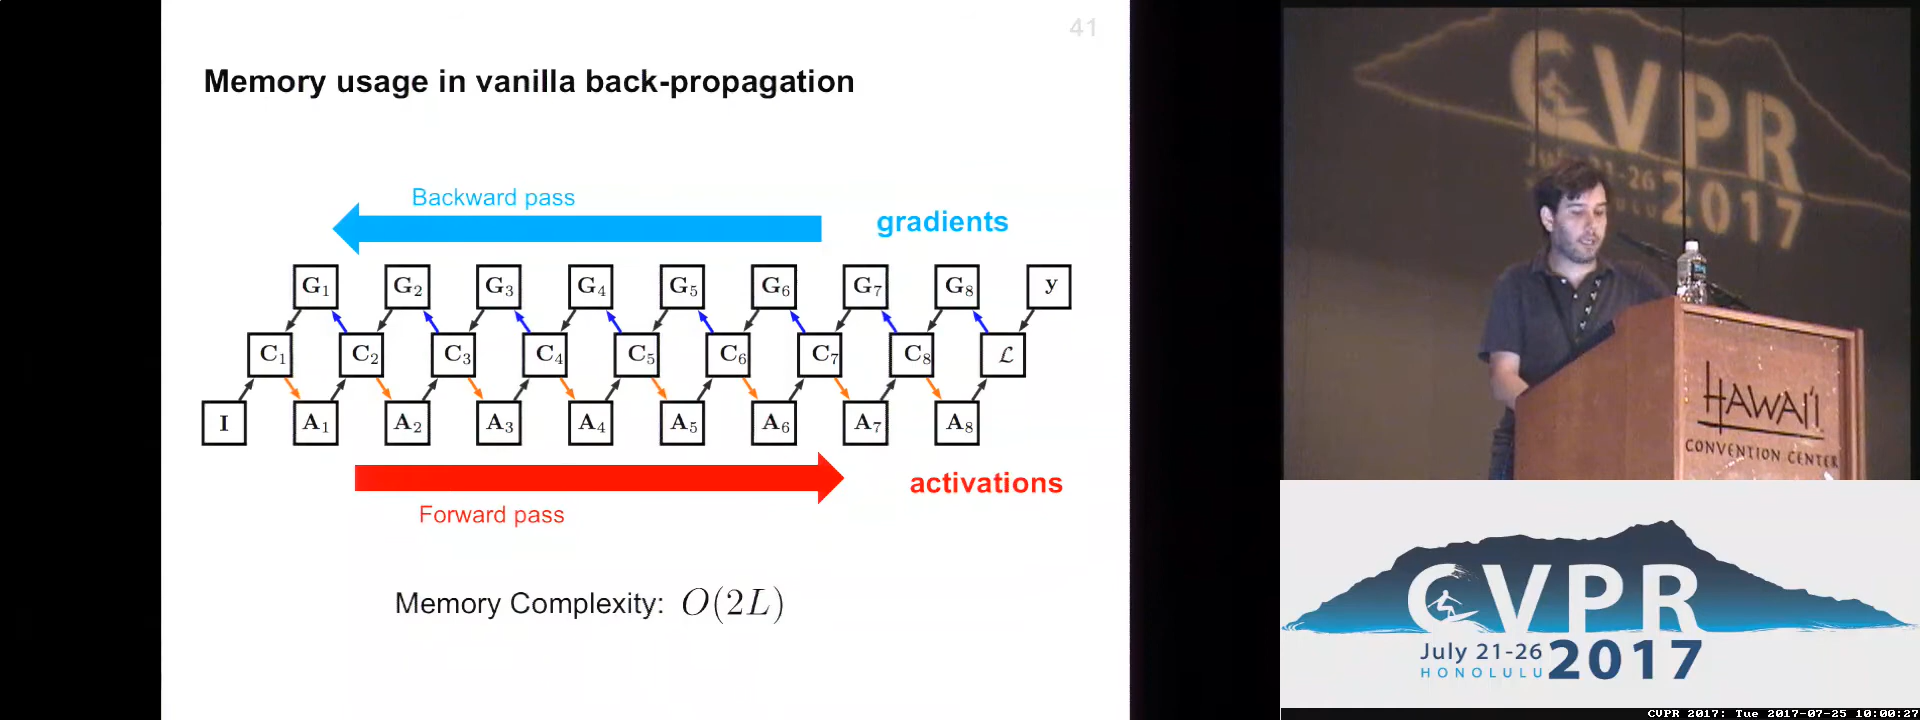 41
Memory usage in vanilla back-propagation
Backward pass
gradients
G1 G2 G3 G4 G5 G6 G7 G8 y
C1 C2 C3 C4 C5 C6 C7 C8 ℒ
I A1 A2 A3 A4 A5 A6 A7 A8
activations
Forward pass
Memory Complexity: O(2L)
CVPR
2017
HAWAI'I
CONVENTION CENTER
CVPR
July 21-26
HONOLULU
2017
CVPR 2017: Tue 2017-07-25 10:00:27